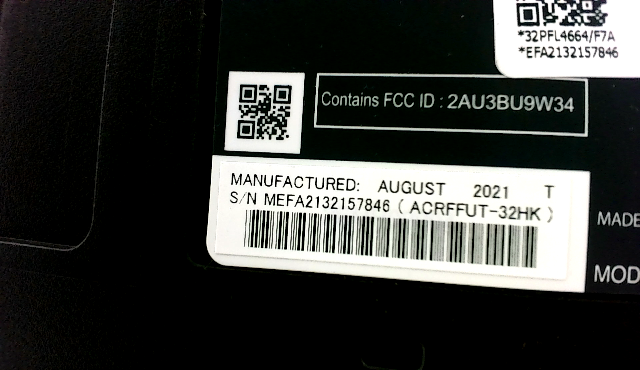 *32PFL4664/F7A
*EFA2132157846
Contains FCC ID : 2AU3BU9W34
MANUFACTURED: AUGUST 2021 T
S/N MEFA2132157846 ( ACRFFUT-32HK )
MADE
MOD